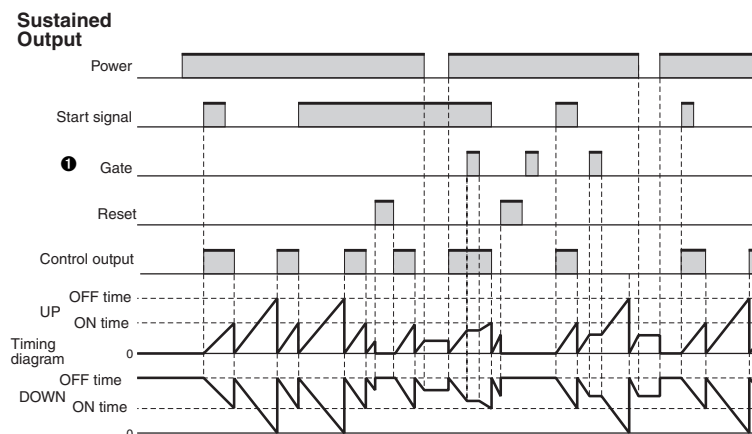 Sustained
Output
Power
Start signal
❶ Gate
Reset
Control output
OFF time
UP
ON time
Timing
diagram
0
OFF time
DOWN
ON time
0